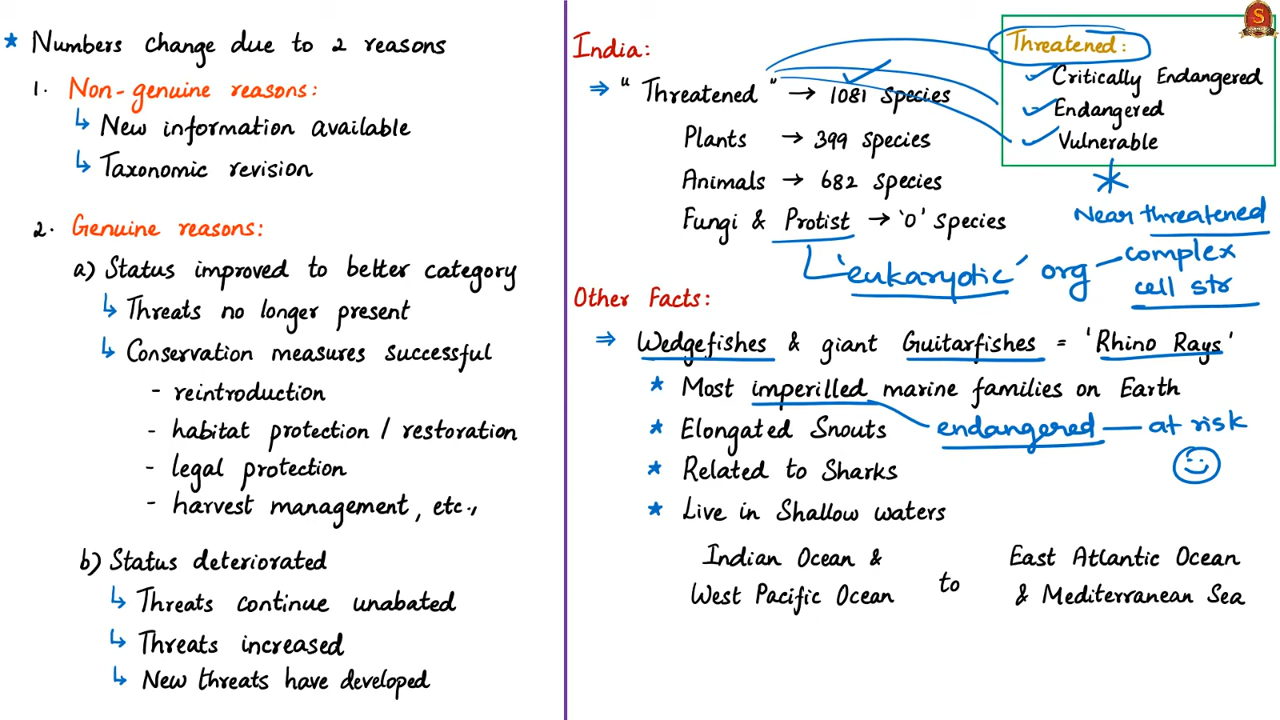 * Numbers change due to 2 reasons
1. Non-genuine reasons:
↳ New information available
↳ Taxonomic revision
2. Genuine reasons:
a) Status improved to better category
↳ Threats no longer present
↳ Conservation measures successful
- reintroduction
- habitat protection / restoration
- legal protection
- harvest management, etc.,
b) Status deteriorated
↳ Threats continue unabated
↳ Threats increased
↳ New threats have developed
India:
⇒ "Threatened" → 1081 Species
Plants → 399 Species
Animals → 682 Species
Fungi & Protist → '0' Species
'eukaryotic' org — complex
cell str
Threatened:
✓ Critically Endangered
✓ Endangered
✓ Vulnerable
*
Near threatened
Other Facts:
⇒ Wedgefishes & giant Guitarfishes = 'Rhino Rays'
* Most imperilled marine families on Earth
* Elongated Snouts
endangered — at risk
* Related to Sharks
* Live in Shallow waters
Indian Ocean &
West Pacific Ocean
to
East Atlantic Ocean
& Mediterranean Sea
S